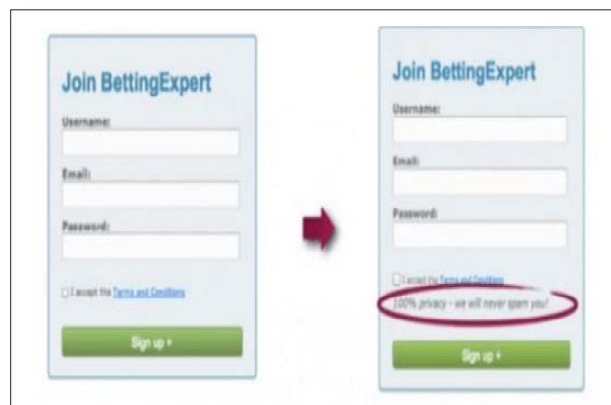 Join BettingExpert
Username:
Email:
Password:
I accept the Terms and Conditions
Sign up +
Join BettingExpert
Username:
Email:
Password:
I accept the Terms and Conditions
100% privacy - we will never spam you!
Sign up +